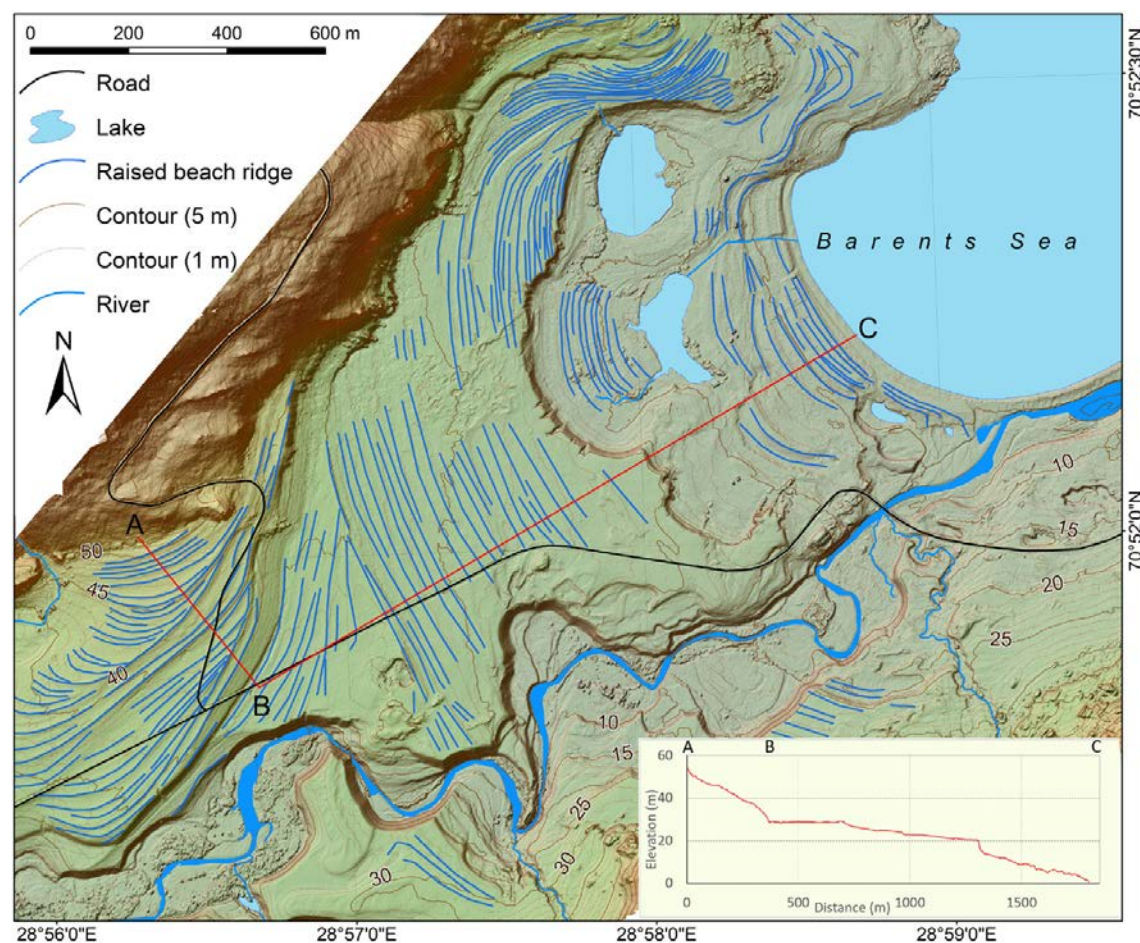 0 200 400 600 m
Road
Lake
Raised beach ridge
Contour (5 m)
Contour (1 m)
River
N
Barents Sea
C
A
B
50
45
40
10
15
20
25
10
15
25
30
30
A B C
60
40
20
0
Elevation (m)
0 500 1000 1500
Distance (m)
28°56'0"E 28°57'0"E 28°58'0"E 28°59'0"E
70°52'30"N
70°52'0"N